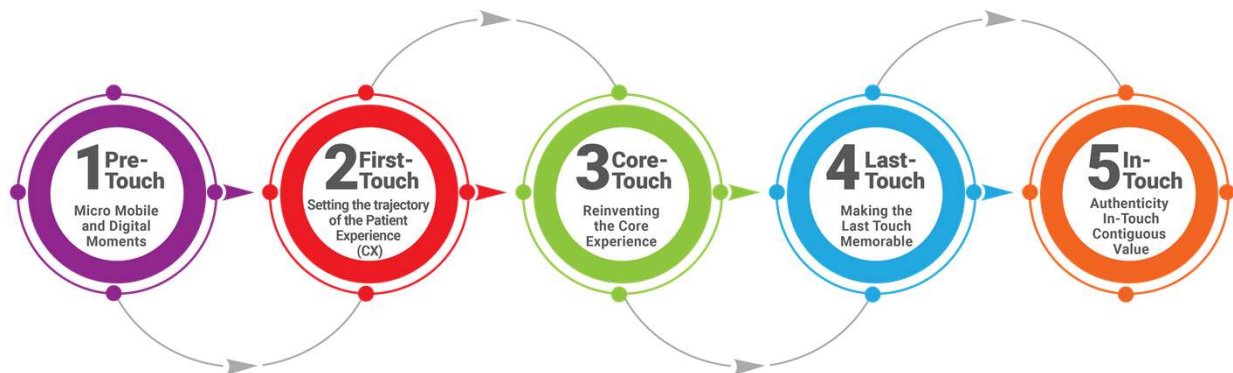 1 Pre-
Touch
Micro Mobile
and Digital
Moments
2 First-
Touch
Setting the trajectory
of the Patient
Experience
(CX)
3 Core-
Touch
Reinventing
the Core
Experience
4 Last-
Touch
Making the
Last Touch
Memorable
5 In-
Touch
Authenticity
In-Touch
Contiguous
Value